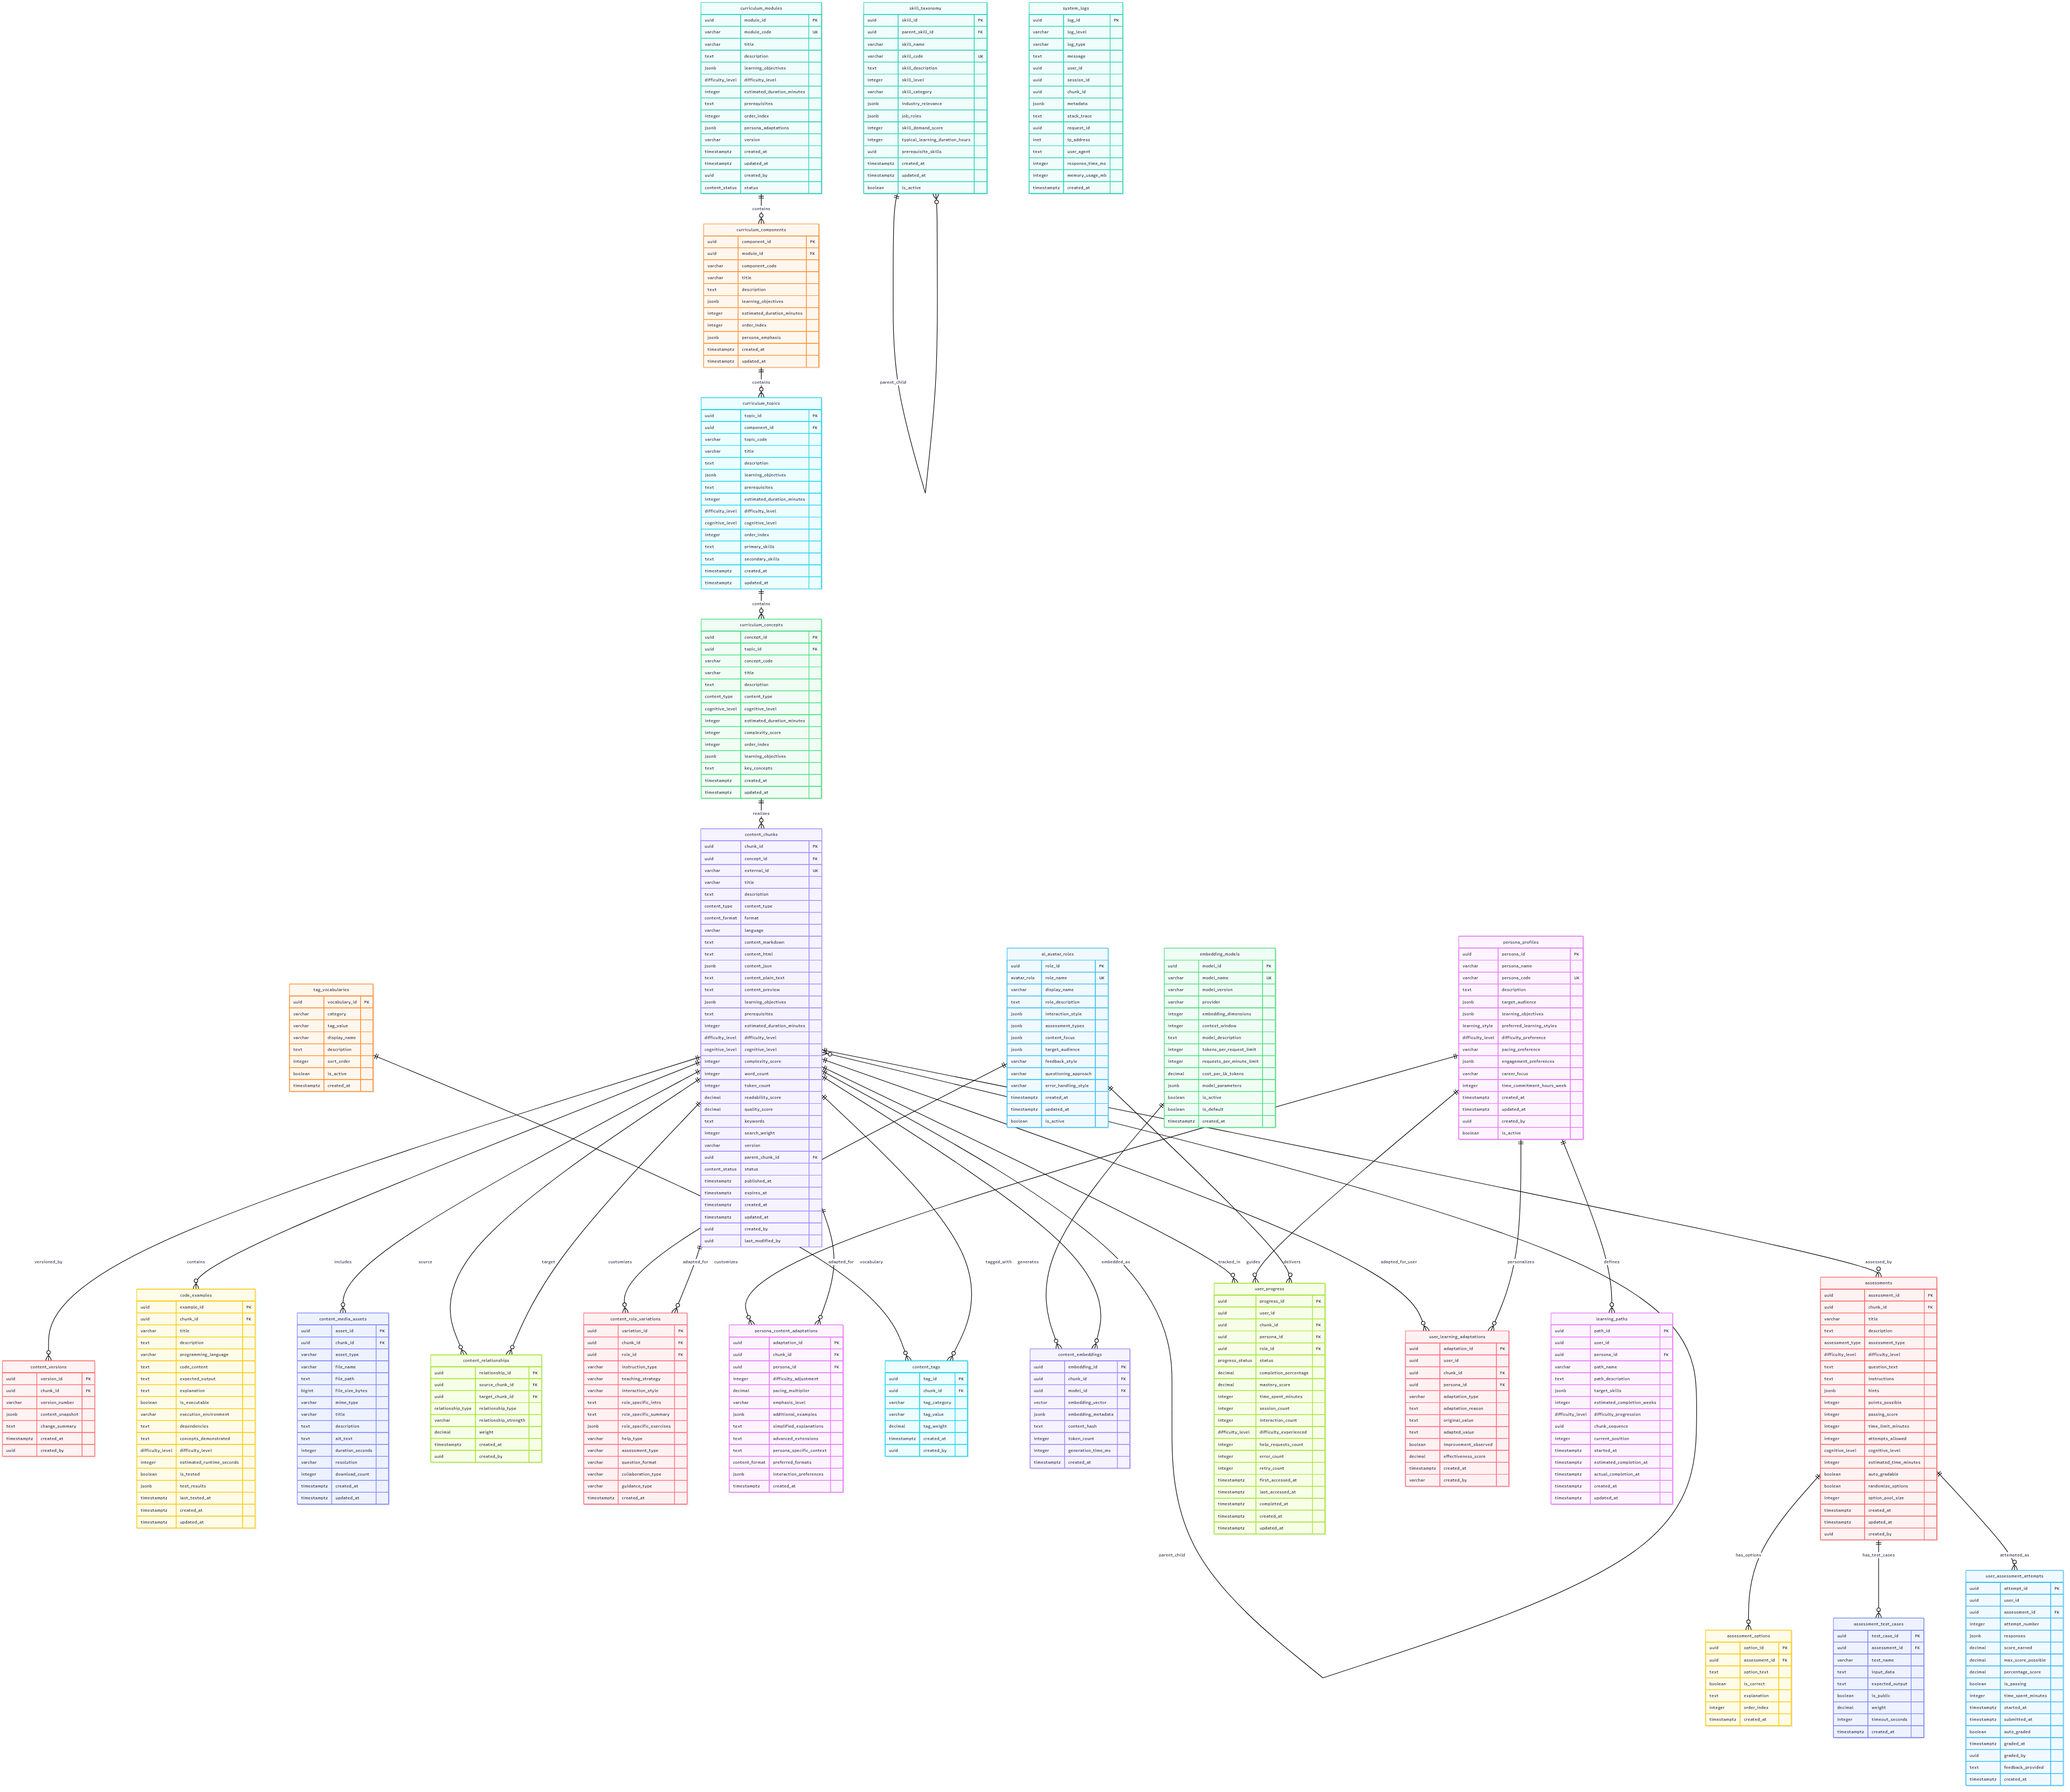 curriculum_modules
uuid module_id PK
varchar module_code UK
varchar title
text description
jsonb learning_objectives
difficulty_level difficulty_level
integer estimated_duration_minutes
text prerequisites
integer order_index
jsonb persona_adaptations
varchar version
timestamptz created_at
timestamptz updated_at
uuid created_by
content_status status
skill_taxonomy
uuid skill_id PK
uuid parent_skill_id FK
varchar skill_name
varchar skill_code UK
text skill_description
integer skill_level
varchar skill_category
jsonb industry_relevance
jsonb job_roles
integer skill_demand_score
integer typical_learning_duration_hours
uuid prerequisite_skills
timestamptz created_at
timestamptz updated_at
boolean is_active
system_logs
uuid log_id PK
varchar log_level
varchar log_type
text message
uuid user_id
uuid session_id
uuid chunk_id
jsonb metadata
text stack_trace
uuid request_id
inet ip_address
text user_agent
integer response_time_ms
integer memory_usage_mb
timestamptz created_at
contains
curriculum_components
uuid component_id PK
uuid module_id FK
varchar component_code
varchar title
text description
jsonb learning_objectives
integer estimated_duration_minutes
integer order_index
jsonb persona_emphasis
timestamptz created_at
timestamptz updated_at
contains
parent_child
curriculum_topics
uuid topic_id PK
uuid component_id FK
varchar topic_code
varchar title
text description
jsonb learning_objectives
text prerequisites
integer estimated_duration_minutes
difficulty_level difficulty_level
cognitive_level cognitive_level
integer order_index
text primary_skills
text secondary_skills
timestamptz created_at
timestamptz updated_at
contains
curriculum_concepts
uuid concept_id PK
uuid topic_id FK
varchar concept_code
varchar title
text description
content_type content_type
cognitive_level cognitive_level
integer estimated_duration_minutes
integer complexity_score
integer order_index
jsonb learning_objectives
text key_concepts
timestamptz created_at
timestamptz updated_at
realizes
content_chunks
uuid chunk_id PK
uuid concept_id FK
varchar external_id UK
varchar title
text description
content_type content_type
content_format format
varchar language
text content_markdown
text content_html
jsonb content_json
text content_plain_text
text content_preview
jsonb learning_objectives
text prerequisites
integer estimated_duration_minutes
difficulty_level difficulty_level
cognitive_level cognitive_level
integer complexity_score
integer word_count
integer token_count
decimal readability_score
decimal quality_score
text keywords
integer search_weight
varchar version
uuid parent_chunk_id FK
content_status status
timestamptz published_at
timestamptz expires_at
timestamptz created_at
timestamptz updated_at
uuid created_by
uuid last_modified_by
tag_vocabularies
uuid vocabulary_id PK
varchar category
varchar tag_value
varchar display_name
text description
integer sort_order
boolean is_active
timestamptz created_at
ai_avatar_roles
uuid role_id PK
avatar_role role_name UK
varchar display_name
text role_description
jsonb interaction_style
jsonb assessment_types
jsonb content_focus
jsonb target_audience
varchar feedback_style
varchar questioning_approach
varchar error_handling_style
timestamptz created_at
timestamptz updated_at
boolean is_active
embedding_models
uuid model_id PK
varchar model_name UK
varchar model_version
varchar provider
integer embedding_dimensions
integer context_window
text model_description
integer tokens_per_request_limit
integer requests_per_minute_limit
decimal cost_per_1k_tokens
jsonb model_parameters
boolean is_active
boolean is_default
timestamptz created_at
persona_profiles
uuid persona_id PK
varchar persona_name
varchar persona_code UK
text description
jsonb target_audience
jsonb learning_objectives
learning_style preferred_learning_styles
difficulty_level difficulty_preference
varchar pacing_preference
jsonb engagement_preferences
varchar career_focus
integer time_commitment_hours_week
timestamptz created_at
timestamptz updated_at
uuid created_by
boolean is_active
versioned_by contains includes source target customizes adapted_for customizes adapted_for vocabulary tagged_with generates embedded_as tracked_in guides delivers adapted_for_user personalizes defines assessed_by
content_versions
uuid version_id PK
uuid chunk_id FK
varchar version_number
jsonb content_snapshot
text change_summary
timestamptz created_at
uuid created_by
code_examples
uuid example_id PK
uuid chunk_id FK
varchar title
text description
varchar programming_language
text code_content
text expected_output
text explanation
boolean is_executable
varchar execution_environment
text dependencies
text concepts_demonstrated
difficulty_level difficulty_level
integer estimated_runtime_seconds
boolean is_tested
jsonb test_results
timestamptz last_tested_at
timestamptz created_at
timestamptz updated_at
content_media_assets
uuid asset_id PK
uuid chunk_id FK
varchar asset_type
varchar file_name
text file_path
bigint file_size_bytes
varchar mime_type
varchar title
text description
text alt_text
integer duration_seconds
varchar resolution
integer download_count
timestamptz created_at
timestamptz updated_at
content_relationships
uuid relationship_id PK
uuid source_chunk_id FK
uuid target_chunk_id FK
relationship_type relationship_type
varchar relationship_strength
decimal weight
timestamptz created_at
uuid created_by
content_role_variations
uuid variation_id PK
uuid chunk_id FK
uuid role_id FK
varchar instruction_type
varchar teaching_strategy
varchar interaction_style
text role_specific_intro
text role_specific_summary
jsonb role_specific_exercises
varchar help_type
varchar assessment_type
varchar question_format
varchar collaboration_type
varchar guidance_type
timestamptz created_at
persona_content_adaptations
uuid adaptation_id PK
uuid chunk_id FK
uuid persona_id FK
integer difficulty_adjustment
decimal pacing_multiplier
varchar emphasis_level
jsonb additional_examples
text simplified_explanations
text advanced_extensions
text persona_specific_context
content_format preferred_formats
jsonb interaction_preferences
timestamptz created_at
content_tags
uuid tag_id PK
uuid chunk_id FK
varchar tag_category
varchar tag_value
decimal tag_weight
timestamptz created_at
uuid created_by
content_embeddings
uuid embedding_id PK
uuid chunk_id FK
uuid model_id FK
vector embedding_vector
jsonb embedding_metadata
text content_hash
integer token_count
integer generation_time_ms
timestamptz created_at
user_progress
uuid progress_id PK
uuid user_id
uuid chunk_id FK
uuid persona_id FK
uuid role_id FK
progress_status status
decimal completion_percentage
decimal mastery_score
integer time_spent_minutes
integer session_count
integer interaction_count
difficulty_level difficulty_experienced
integer help_requests_count
integer error_count
integer retry_count
timestamptz first_accessed_at
timestamptz last_accessed_at
timestamptz completed_at
timestamptz created_at
timestamptz updated_at
user_learning_adaptations
uuid adaptation_id PK
uuid user_id
uuid chunk_id FK
uuid persona_id FK
varchar adaptation_type
text adaptation_reason
text original_value
text adapted_value
boolean improvement_observed
decimal effectiveness_score
timestamptz created_at
varchar created_by
learning_paths
uuid path_id PK
uuid user_id
uuid persona_id FK
varchar path_name
text path_description
jsonb target_skills
integer estimated_completion_weeks
difficulty_level difficulty_progression
uuid chunk_sequence
integer current_position
timestamptz started_at
timestamptz estimated_completion_at
timestamptz actual_completion_at
timestamptz created_at
timestamptz updated_at
assessments
uuid assessment_id PK
uuid chunk_id FK
varchar title
text description
assessment_type assessment_type
difficulty_level difficulty_level
text question_text
text instructions
jsonb hints
integer points_possible
integer passing_score
integer time_limit_minutes
integer attempts_allowed
cognitive_level cognitive_level
integer estimated_time_minutes
boolean auto_gradable
boolean randomize_options
integer option_pool_size
timestamptz created_at
timestamptz updated_at
uuid created_by
parent_child
has_options has_test_cases attempted_as
assessment_options
uuid option_id PK
uuid assessment_id FK
text option_text
boolean is_correct
text explanation
integer order_index
timestamptz created_at
assessment_test_cases
uuid test_case_id PK
uuid assessment_id FK
varchar test_name
text input_data
text expected_output
boolean is_public
decimal weight
integer timeout_seconds
timestamptz created_at
user_assessment_attempts
uuid attempt_id PK
uuid user_id
uuid assessment_id FK
integer attempt_number
jsonb responses
decimal score_earned
decimal max_score_possible
decimal percentage_score
boolean is_passing
integer time_spent_minutes
timestamptz started_at
timestamptz submitted_at
boolean auto_graded
timestamptz graded_at
uuid graded_by
text feedback_provided
timestamptz created_at